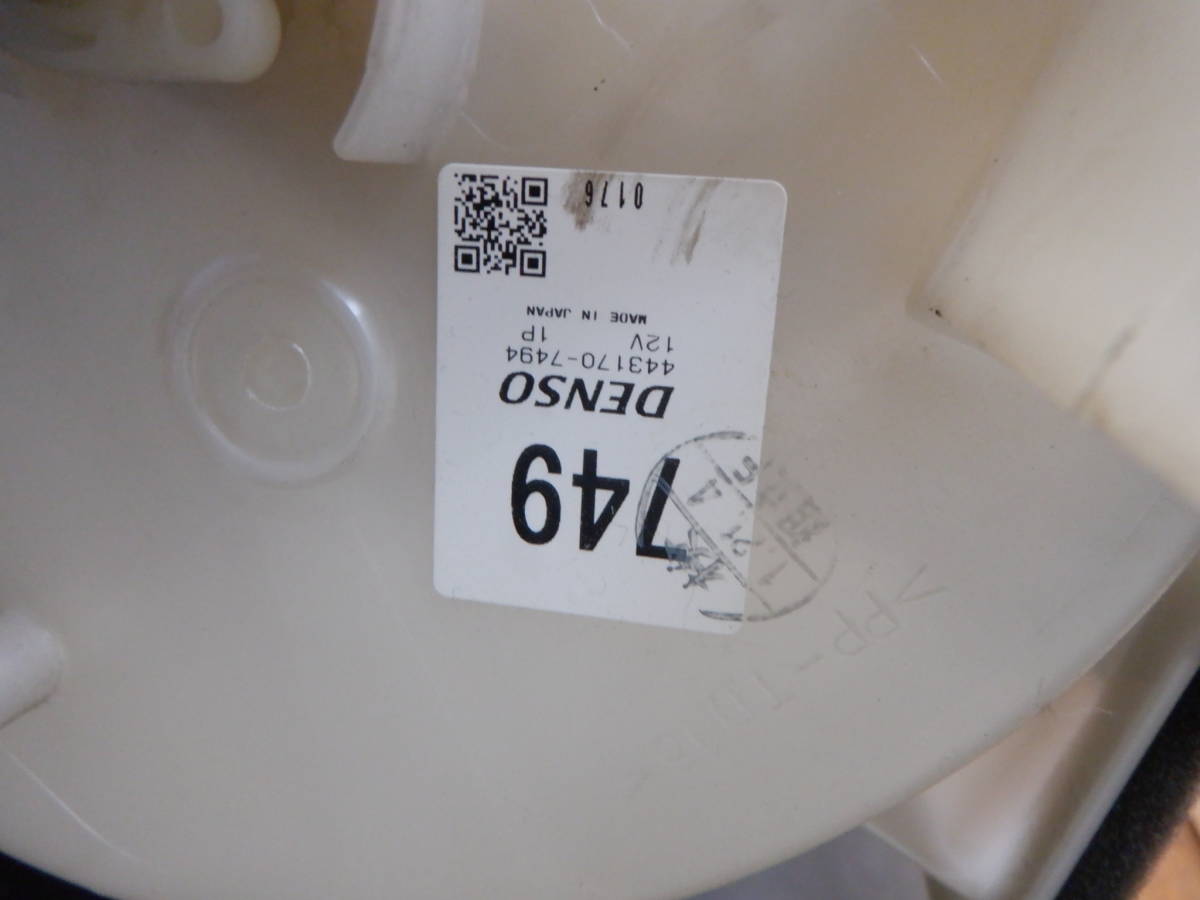 749
DENSO
443170-7494
12V 1P
MADE IN JAPAN
0176